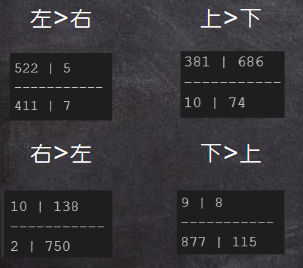 左>右
522 | 5
-----------
411 | 7
上>下
381 | 686
------------
10 | 74
右>左
10 | 138
------------
2 | 750
下>上
9 | 8
-----------
877 | 115